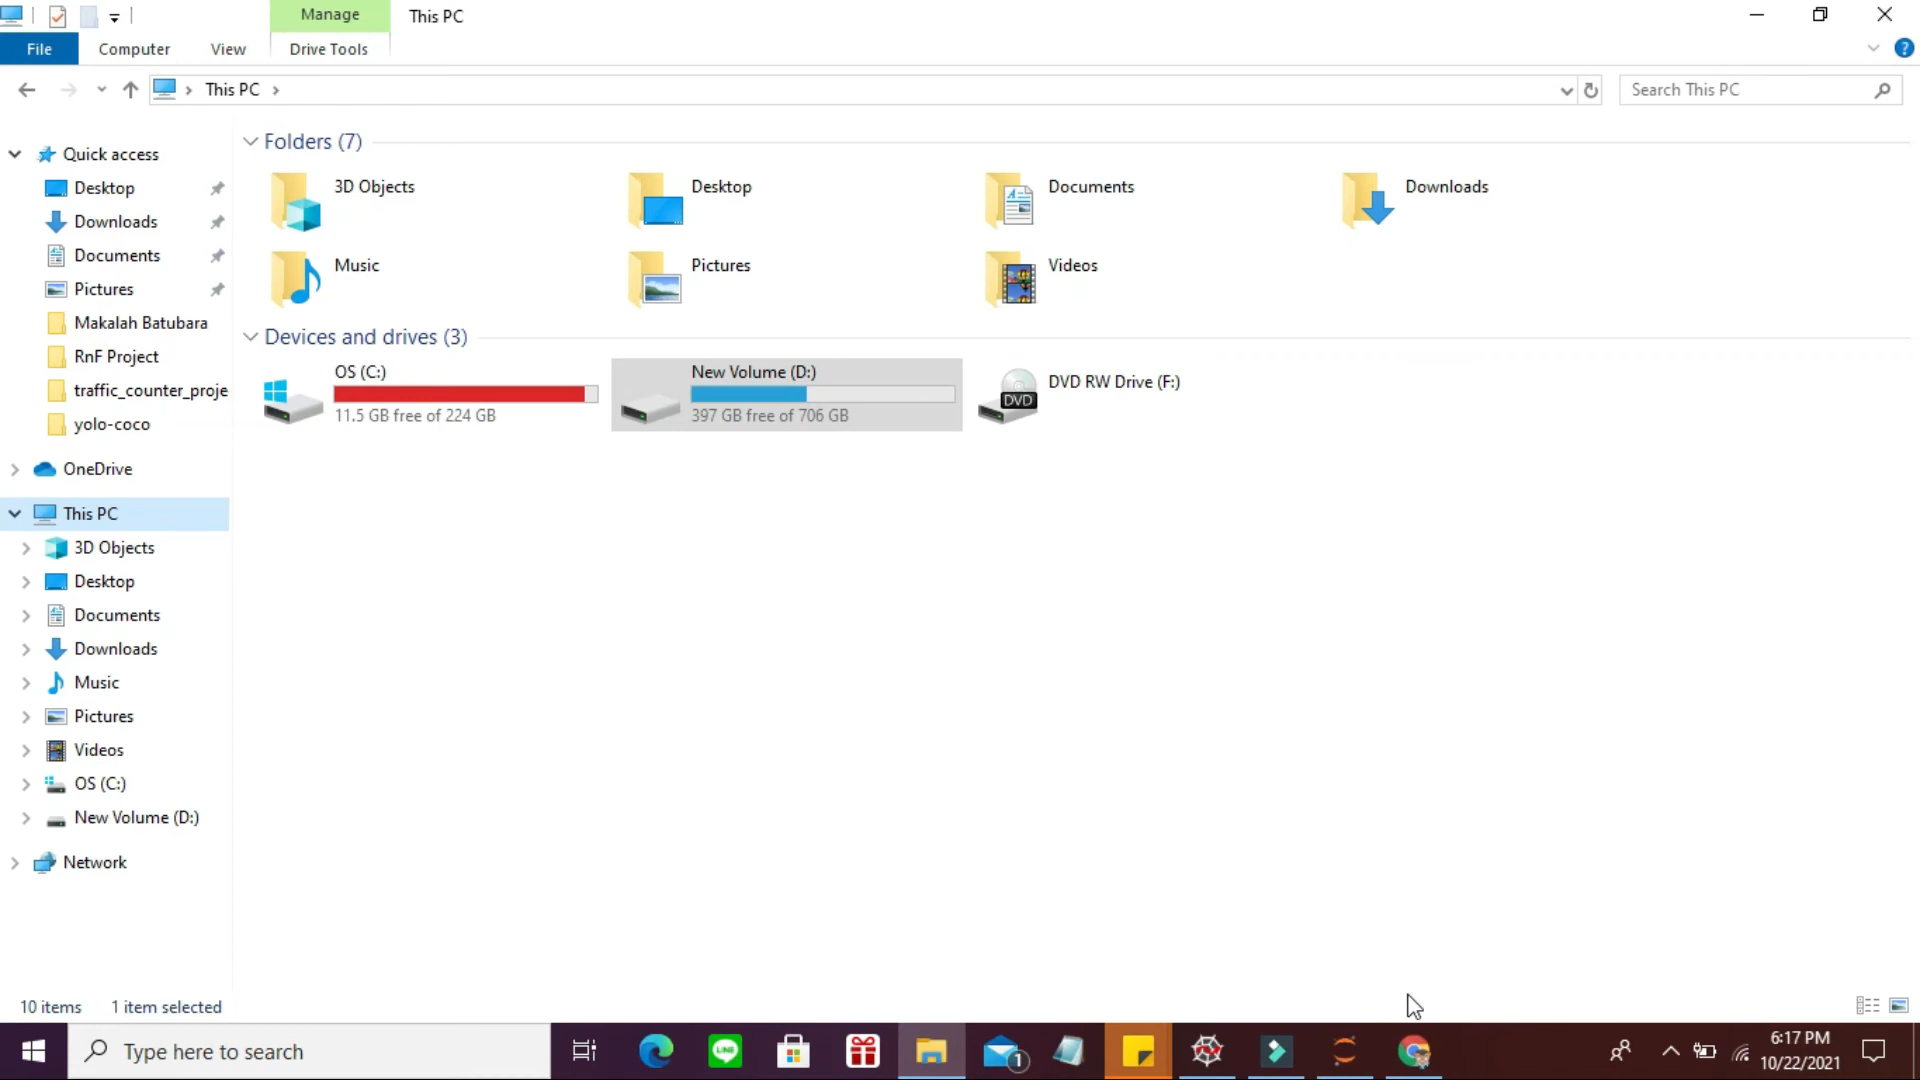 Manage
This PC
File
Computer
View
Drive Tools
This PC
Search This PC
Quick access
Desktop
Downloads
Documents
Pictures
Makalah Batubara
RnF Project
traffic_counter_proje
yolo-coco
OneDrive
This PC
3D Objects
Desktop
Documents
Downloads
Music
Pictures
Videos
OS (C:)
New Volume (D:)
Network
Folders (7)
3D Objects
Desktop
Documents
Downloads
Music
Pictures
Videos
Devices and drives (3)
OS (C:)
11.5 GB free of 224 GB
New Volume (D:)
397 GB free of 706 GB
DVD
DVD RW Drive (F:)
10 items
1 item selected
Type here to search
LINE
1
6:17 PM
10/22/2021